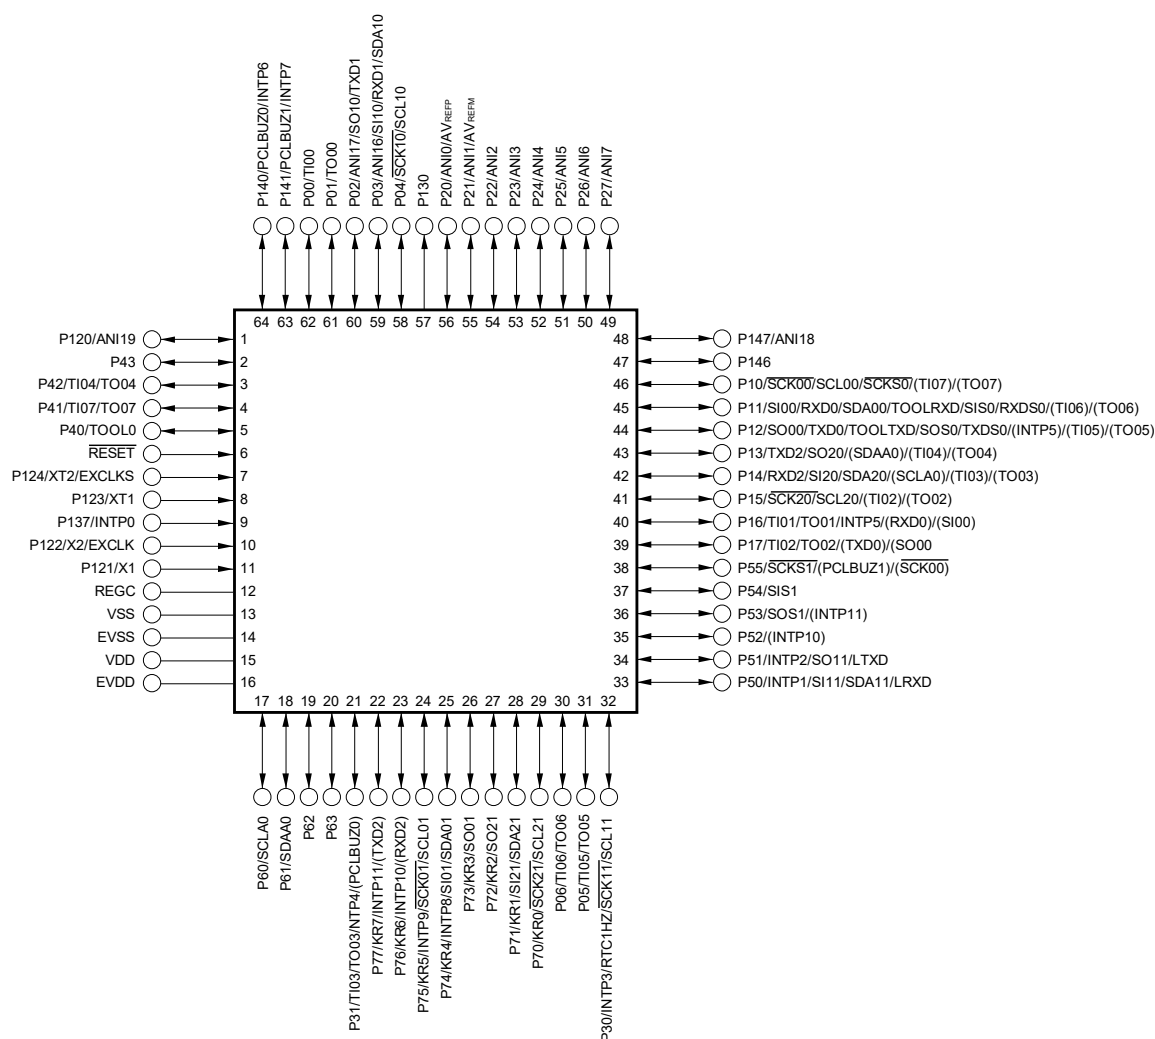 P140/PCLBUZ0/INTP6
P141/PCLBUZ1/INTP7
P00/TI00
P01/TO00
P02/ANI17/SO10/TXD1
P03/ANI16/SI10/RXD1/SDA10
P04/SCK10/SCL10
P130
P20/ANI0/AVREFP
P21/ANI1/AVREFM
P22/ANI2
P23/ANI3
P24/ANI4
P25/ANI5
P26/ANI6
P27/ANI7
64 63 62 61 60 59 58 57 56 55 54 53 52 51 50 49
P120/ANI19 1
P43 2
P42/TI04/TO04 3
P41/TI07/TO07 4
P40/TOOL0 5
RESET 6
P124/XT2/EXCLKS 7
P123/XT1 8
P137/INTP0 9
P122/X2/EXCLK 10
P121/X1 11
REGC 12
VSS 13
EVSS 14
VDD 15
EVDD 16
48 P147/ANI18
47 P146
46 P10/SCK00/SCL00/SCKS0/(TI07)/(TO07)
45 P11/SI00/RXD0/SDA00/TOOLRXD/SIS0/RXDS0/(TI06)/(TO06)
44 P12/SO00/TXD0/TOOLTXD/SOS0/TXDS0/(INTP5)/(TI05)/(TO05)
43 P13/TXD2/SO20/(SDAA0)/(TI04)/(TO04)
42 P14/RXD2/SI20/SDA20/(SCLA0)/(TI03)/(TO03)
41 P15/SCK20/SCL20/(TI02)/(TO02)
40 P16/TI01/TO01/INTP5/(RXD0)/(SI00)
39 P17/TI02/TO02/(TXD0)/(SO00
38 P55/SCKS1/(PCLBUZ1)/(SCK00)
37 P54/SIS1
36 P53/SOS1/(INTP11)
35 P52/(INTP10)
34 P51/INTP2/SO11/LTXD
33 P50/INTP1/SI11/SDA11/LRXD
17 18 19 20 21 22 23 24 25 26 27 28 29 30 31 32
P60/SCLA0
P61/SDAA0
P62
P63
P31/TI03/TO03/NTP4/(PCLBUZ0)
P77/KR7/INTP11/(TXD2)
P76/KR6/INTP10/(RXD2)
P75/KR5/INTP9/SCK01/SCL01
P74/KR4/INTP8/SI01/SDA01
P73/KR3/SO01
P72/KR2/SO21
P71/KR1/SI21/SDA21
P70/KR0/SCK21/SCL21
P06/TI06/TO06
P05/TI05/TO05
P30/INTP3/RTC1HZ/SCK11/SCL11